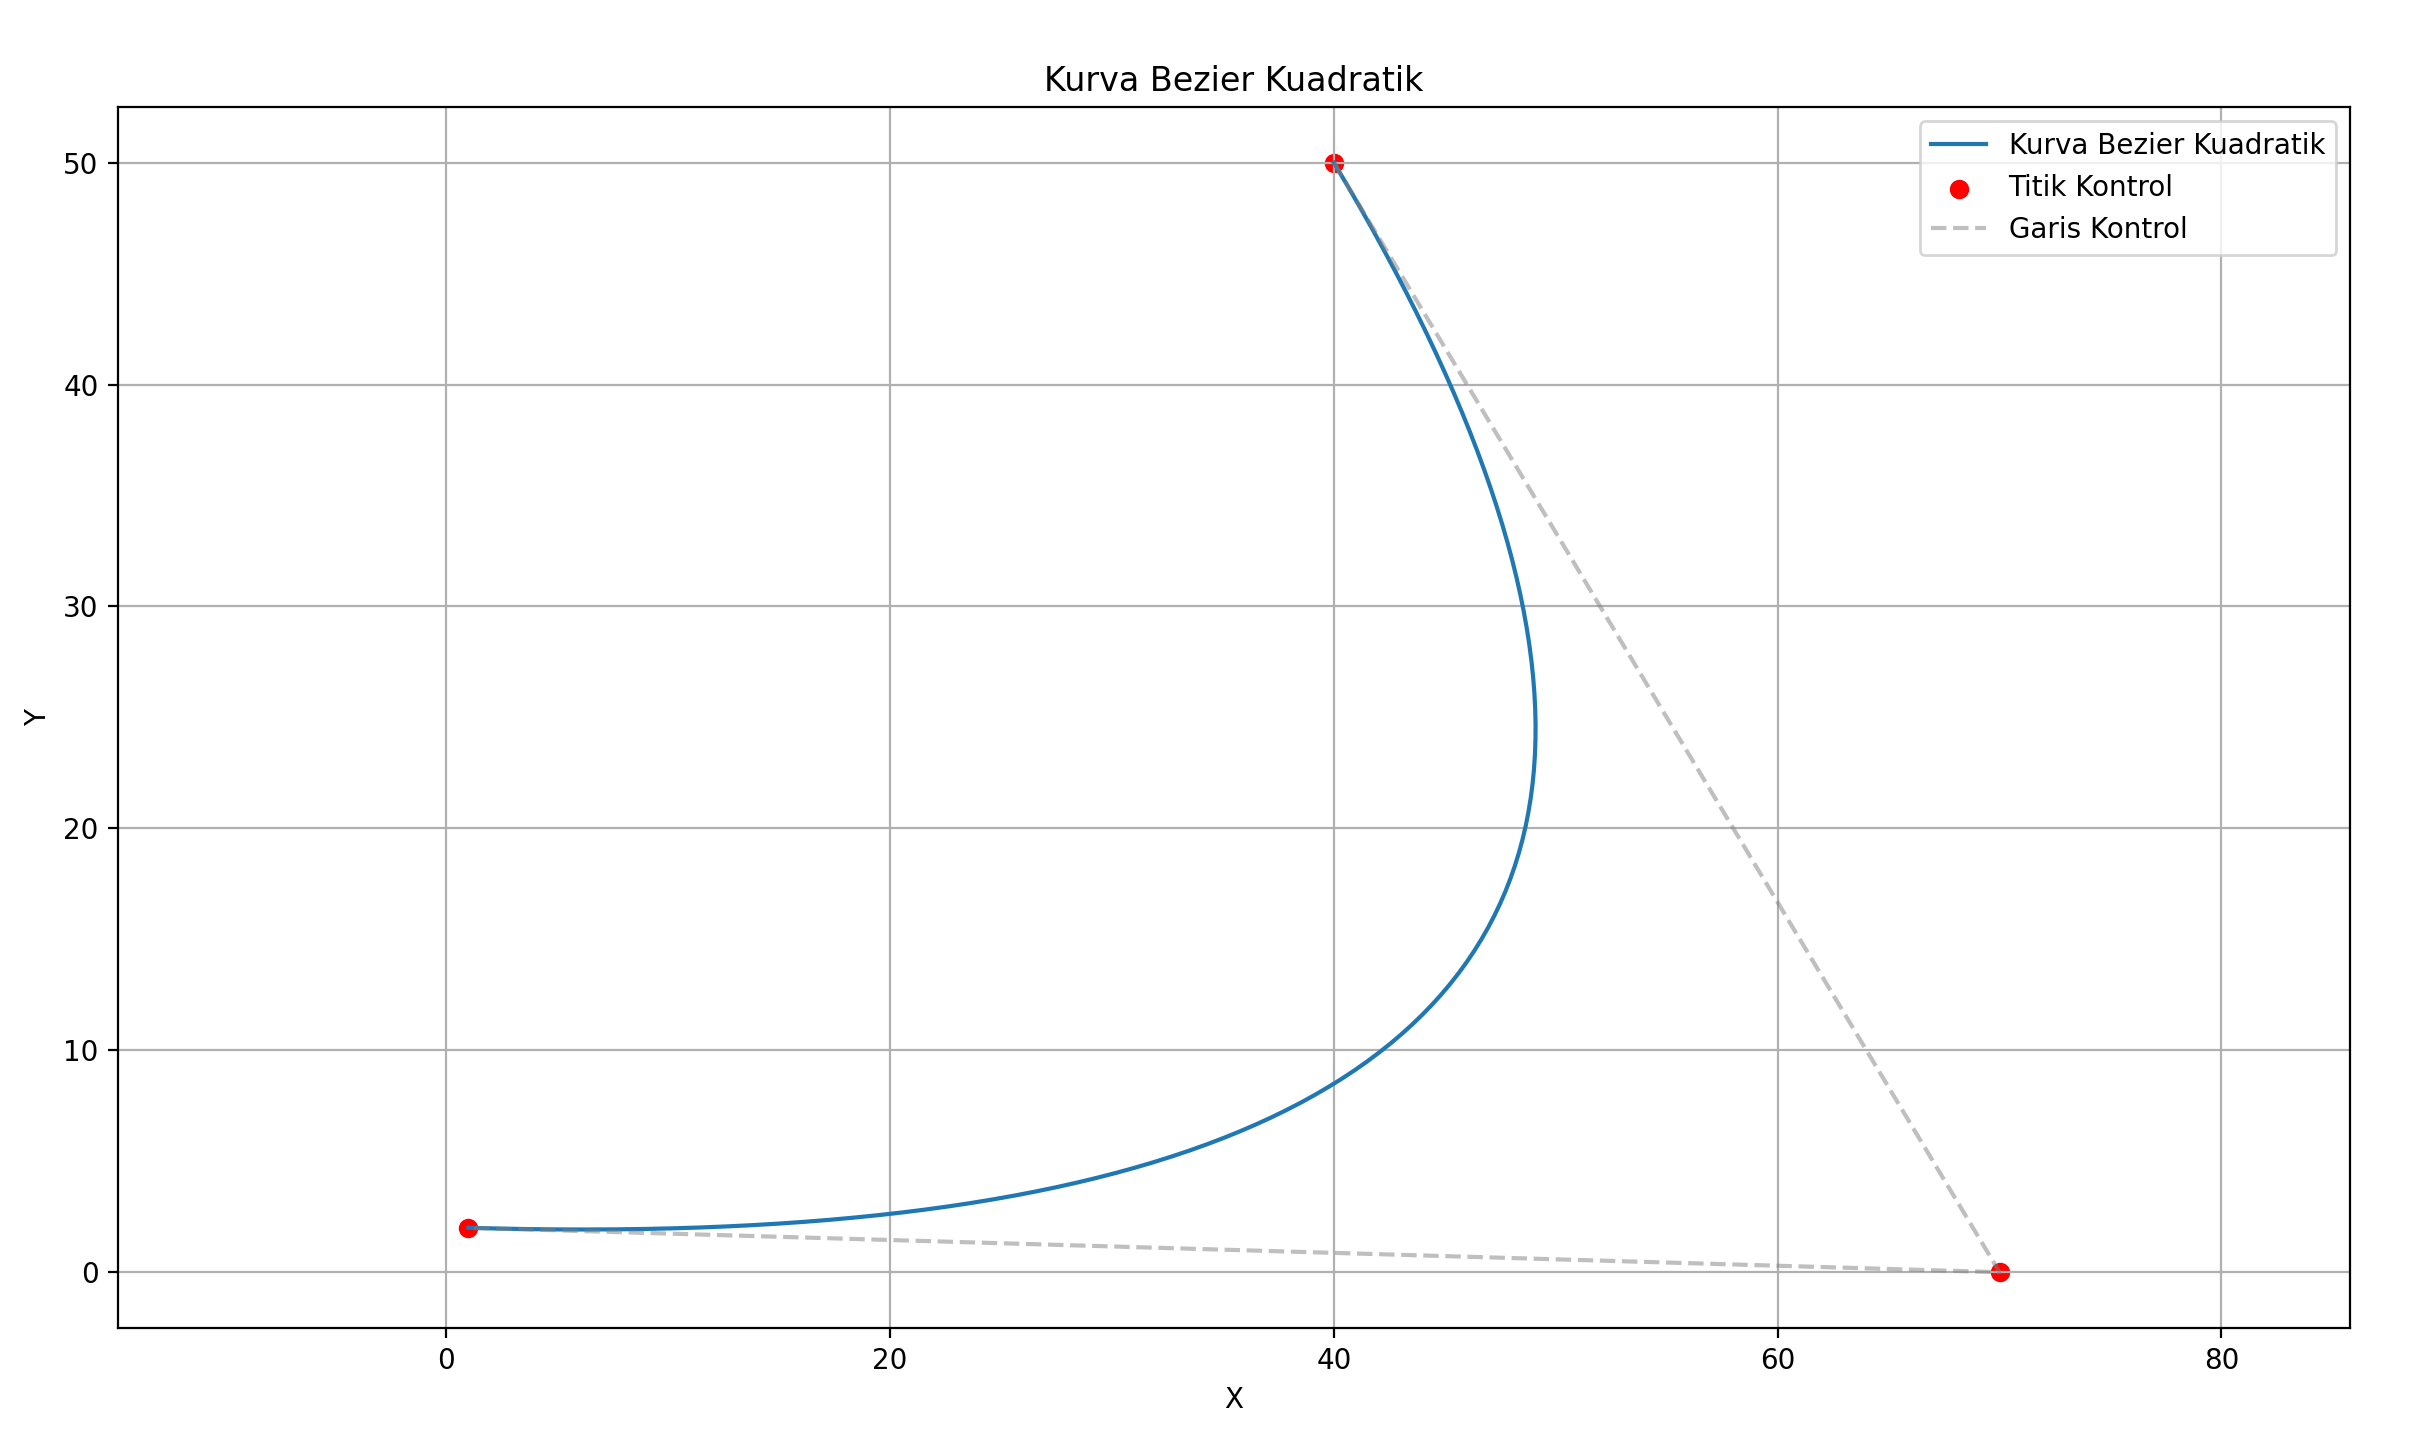 Kurva Bezier Kuadratik
Kurva Bezier Kuadratik
Titik Kontrol
Garis Kontrol
50
40
30
20
10
0
Y
0 20 40 60 80
X